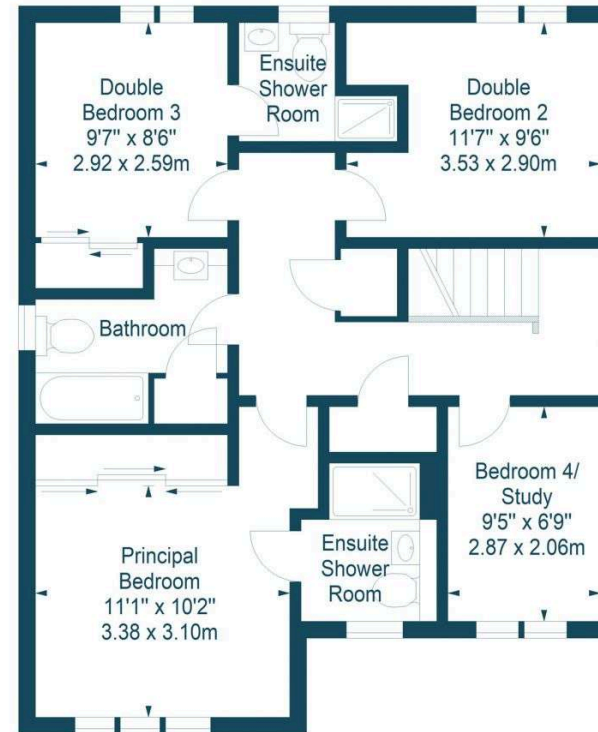 Double
Bedroom 3
9'7" x 8'6"
2.92 x 2.59m
Ensuite
Shower
Room
Double
Bedroom 2
11'7" x 9'6"
3.53 x 2.90m
Bathroom
Principal
Bedroom
11'1" x 10'2"
3.38 x 3.10m
Ensuite
Shower
Room
Bedroom 4/
Study
9'5" x 6'9"
2.87 x 2.06m